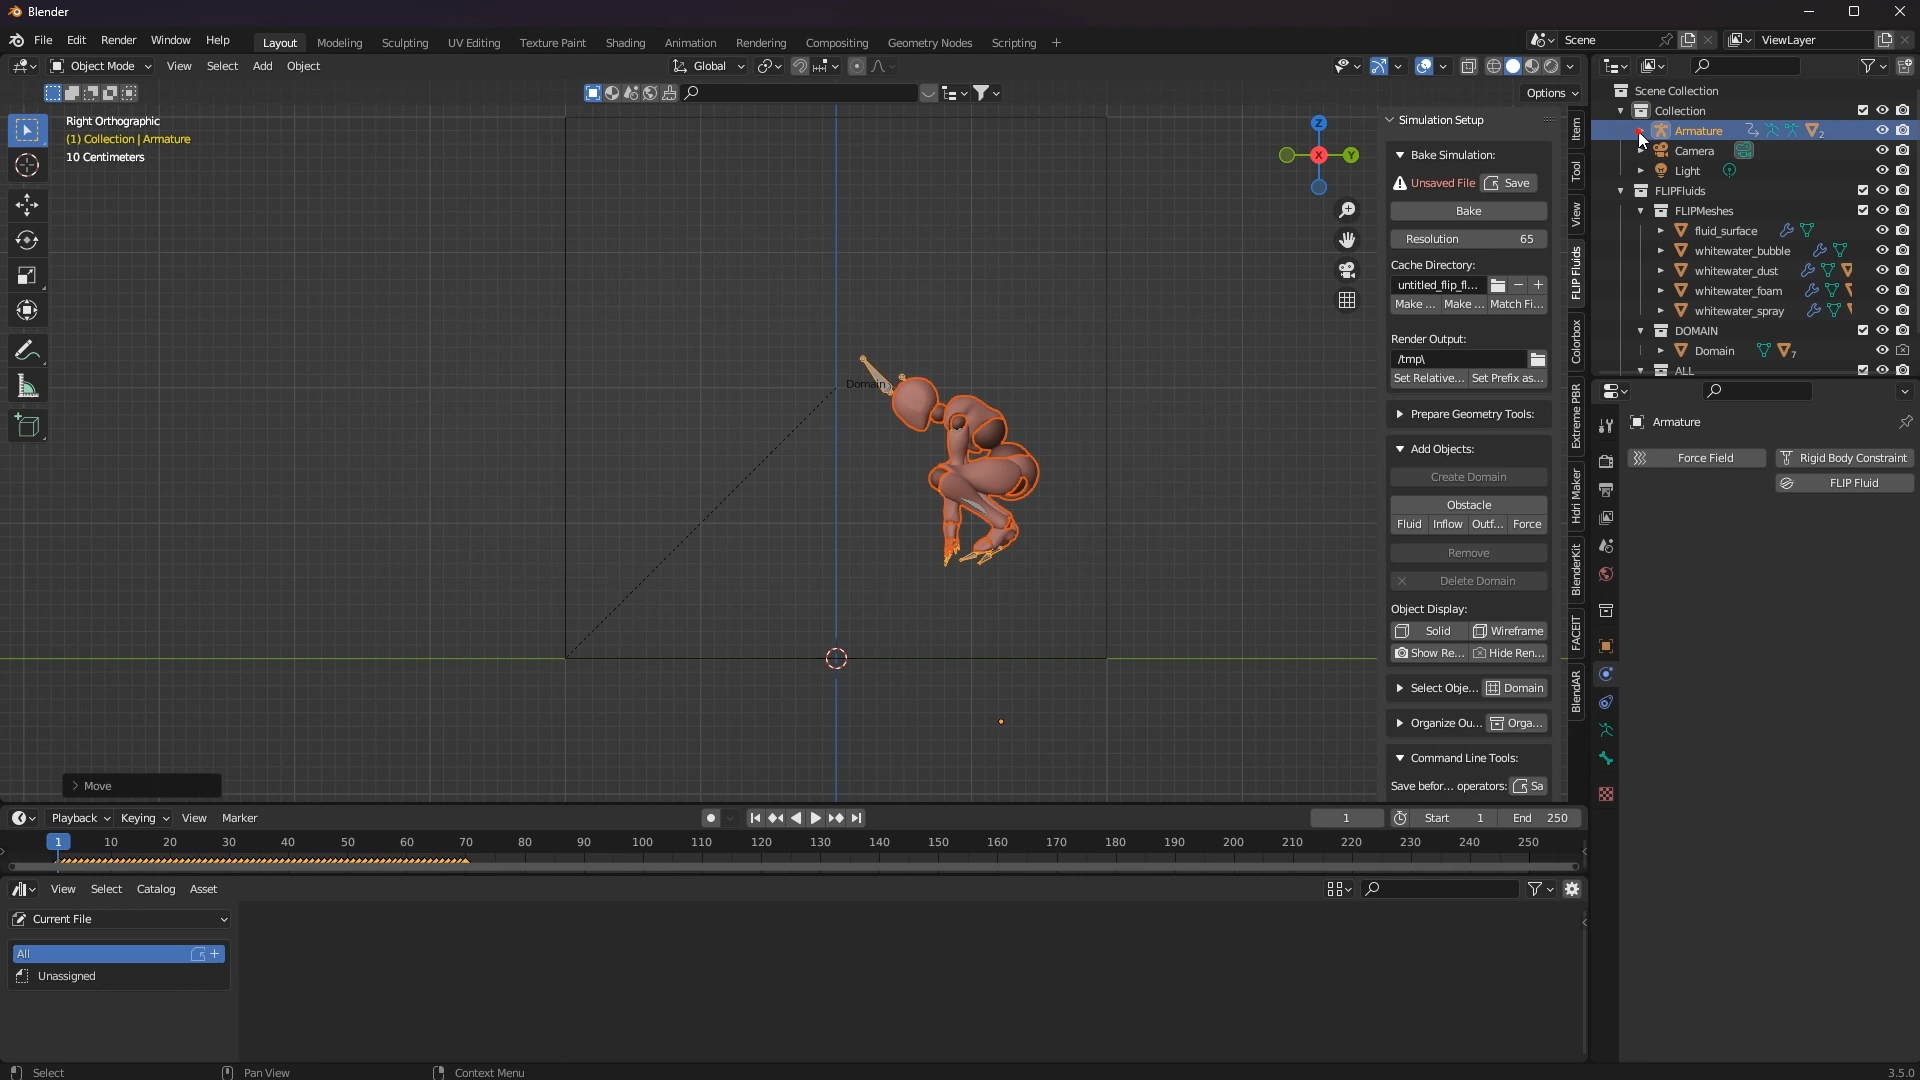 Blender
File Edit Render Window Help
Layout Modeling Sculpting UV Editing Texture Paint Shading Animation Rendering Compositing Geometry Nodes Scripting +
Scene
ViewLayer
Object Mode View Select Add Object
Global
Options
Right Orthographic
(1) Collection | Armature
10 Centimeters
Z
X
Y
Domain
> Move
Simulation Setup
Bake Simulation:
Unsaved File Save
Bake
Resolution 65
Cache Directory:
untitled_flip_fl...
Make ... Make ... Match Fi...
Render Output:
/tmp\
Set Relative... Set Prefix as...
Prepare Geometry Tools:
Add Objects:
Create Domain
Obstacle
Fluid Inflow Outf... Force
Remove
Delete Domain
Object Display:
Solid Wireframe
Show Re... Hide Ren...
Select Obje... Domain
Organize Ou... Orga...
Command Line Tools:
Save befor... operators: Sa
Item
Tool
View
FLIP Fluids
Colorbox
Extreme PBR
Hdri Maker
BlenderKit
FACEIT
BlendAR
Scene Collection
Collection
Armature 2
Camera
Light
FLIPFluids
FLIPMeshes
fluid_surface
whitewater_bubble
whitewater_dust
whitewater_foam
whitewater_spray
DOMAIN
Domain 7
ALL
Armature
Force Field Rigid Body Constraint
FLIP Fluid
Playback Keying View Marker
1 Start 1 End 250
1 10 20 30 40 50 60 70 80 90 100 110 120 130 140 150 160 170 180 190 200 210 220 230 240 250
View Select Catalog Asset
Current File
All
Unassigned
Select Pan View Context Menu 3.5.0